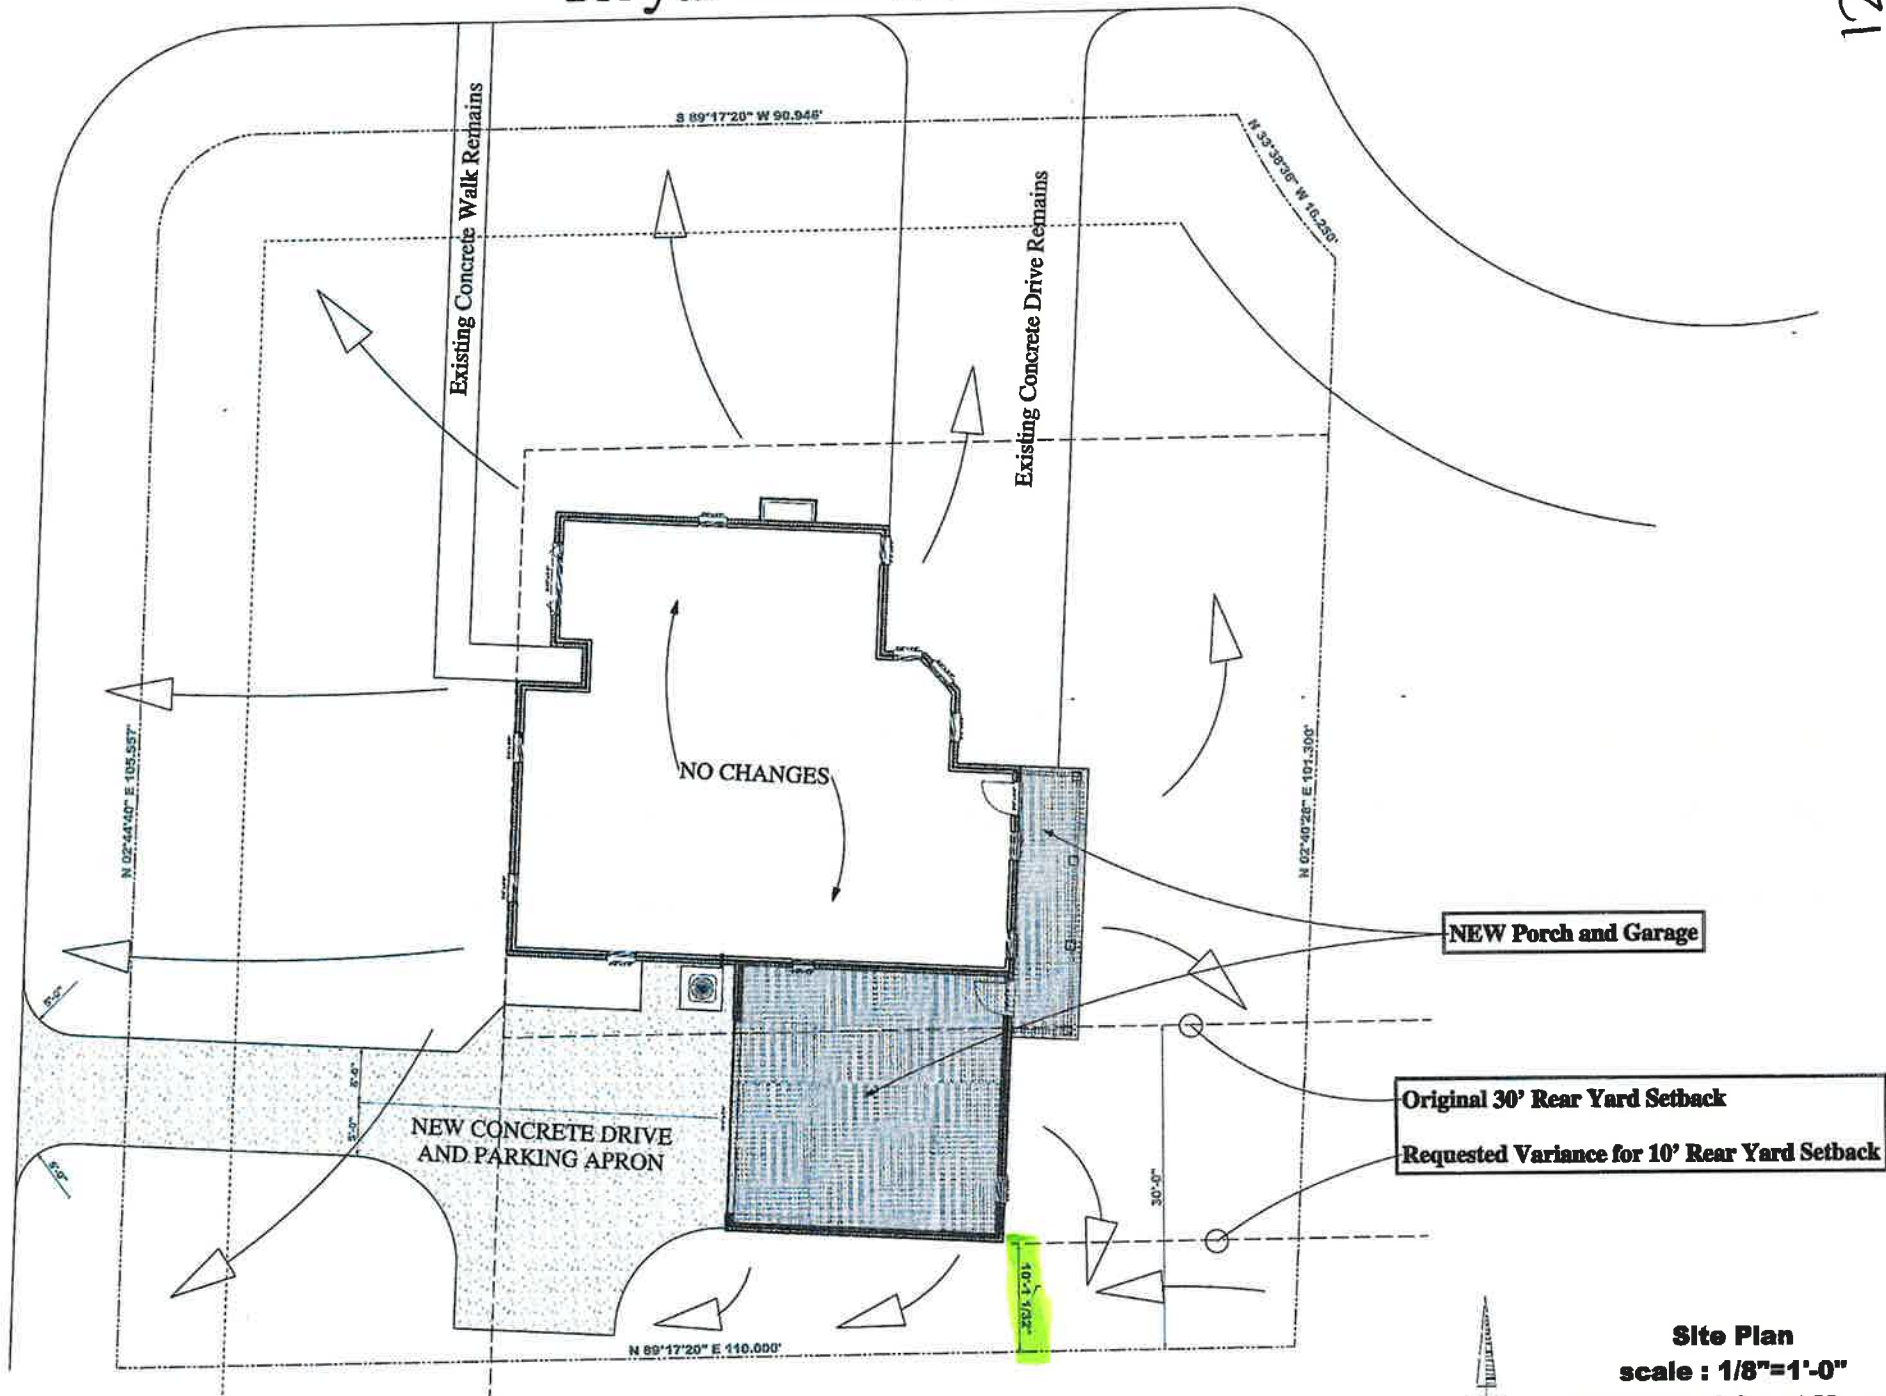 12
S 89°17'20" W 90.946'
N 33°38'36" W 16.250'
Existing Concrete Walk Remains
Existing Concrete Drive Remains
NO CHANGES
N 02°44'40" E 105.557'
N 02°40'28" E 101.300'
NEW Porch and Garage
5'-0"
5'-0"
5'-0"
5'-0"
NEW CONCRETE DRIVE
AND PARKING APRON
Original 30' Rear Yard Setback
Requested Variance for 10' Rear Yard Setback
30'-0"
10'-1 1/32"
N 89°17'20" E 110.000'
Site Plan
scale : 1/8"=1'-0"